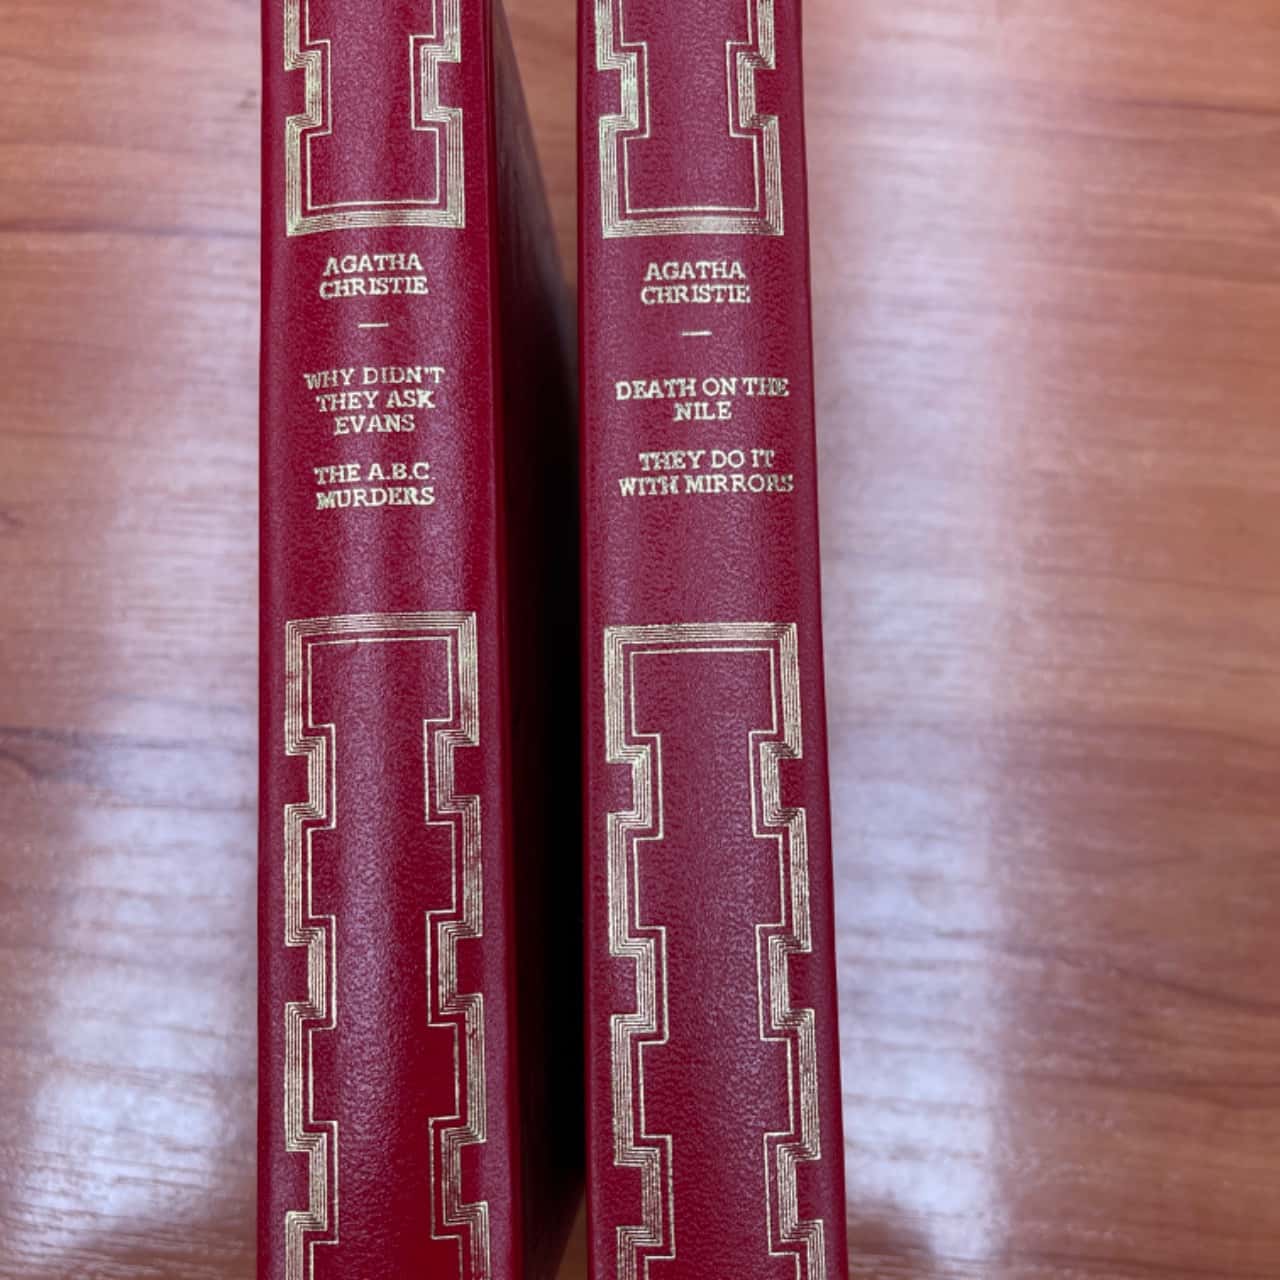 AGATHA
CHRISTIE
WHY DIDN'T
THEY ASK
EVANS
THE A.B.C
MURDERS
AGATHA
CHRISTIE
DEATH ON THE
NILE
THEY DO IT
WITH MIRRORS